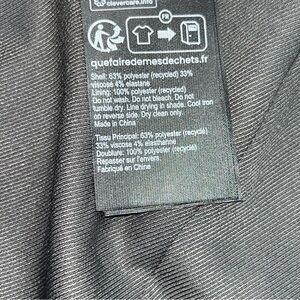 clevercare.info
FR
quefairedemesdechets.fr
Shell: 63% polyester (recycled) 33%
viscose 4% elastane
Lining: 100% polyester (recycled)
Do not wash. Do not bleach. Do not
tumble dry. Line drying in shade. Cool iron
on reverse side. Dry clean only.
Made in China
Tissu Principal: 63% polyester (recyclé)
33% viscose 4% élasthanne
Doublure: 100% polyester (recyclé)
Repasser sur l'envers.
Fabriqué en Chine